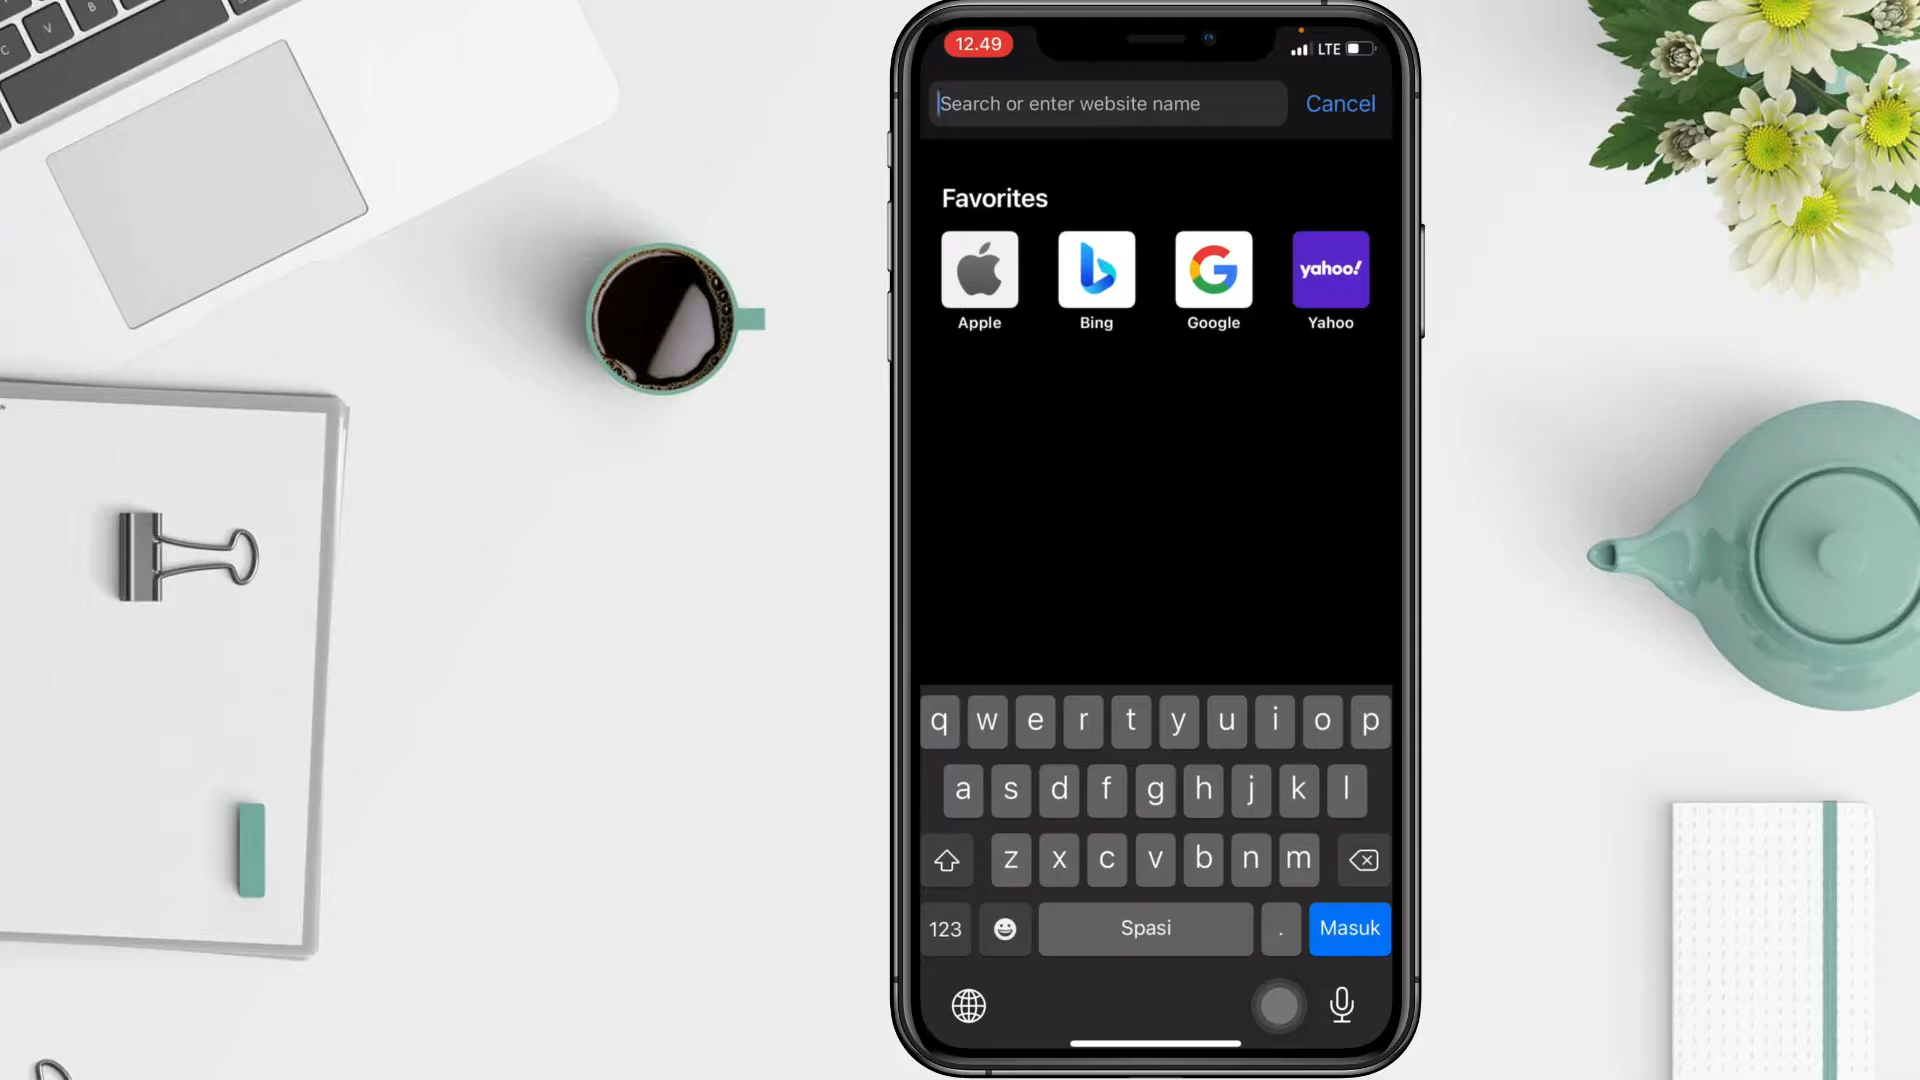 C V B
12.49 LTE
Search or enter website name Cancel
Favorites
yahoo!
Apple Bing Google Yahoo
q w e r t y u i o p
a s d f g h j k l
z x c v b n m
123 Spasi . Masuk